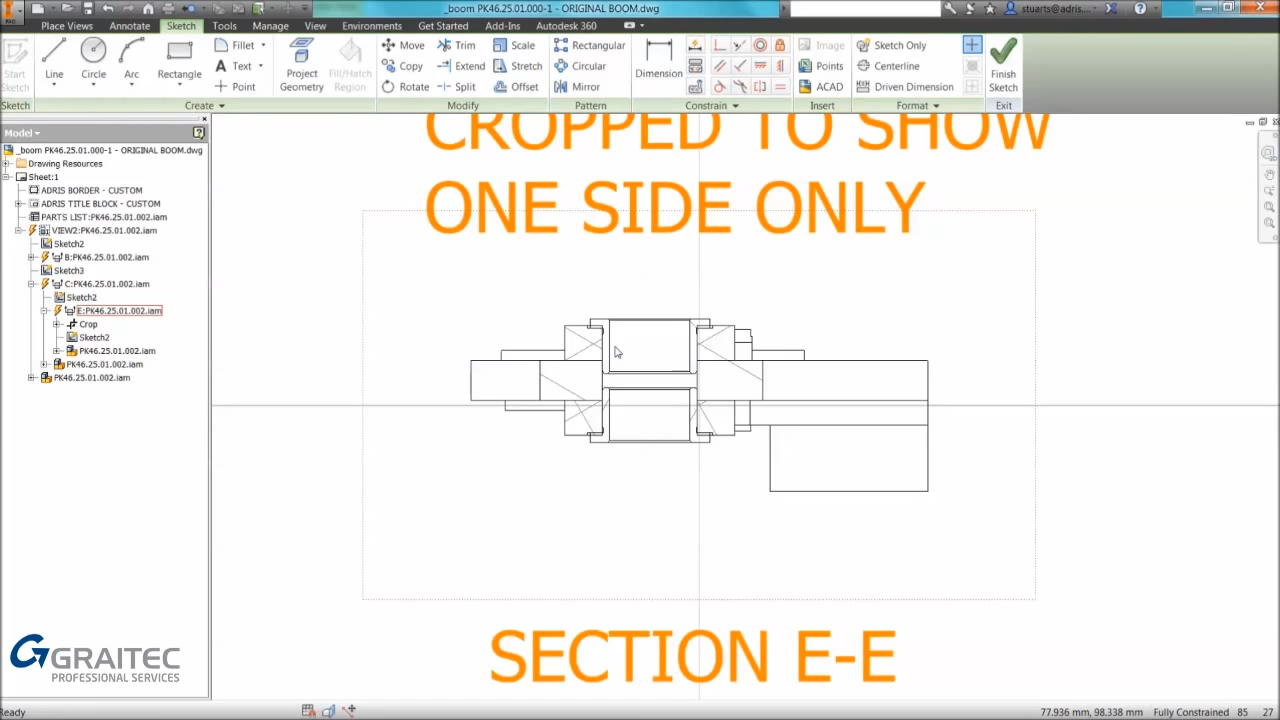 _boom PK46.25.01.000-1 - ORIGINAL BOOM.dwg
stuarts@adris...
PRO
Place Views Annotate Sketch Tools Manage View Environments Get Started Add-Ins Autodesk 360
Start Sketch
Line
Circle
Arc
Rectangle
Fillet
Text
Point
Project Geometry
Fill/Hatch Region
Move
Copy
Rotate
Trim
Extend
Split
Scale
Stretch
Offset
Rectangular
Circular
Mirror
Dimension
Image
Points
ACAD
Sketch Only
Centerline
Driven Dimension
Finish Sketch
Sketch Create Modify Pattern Constrain Insert Format Exit
Model
_boom PK46.25.01.000-1 - ORIGINAL BOOM.dwg
Drawing Resources
Sheet:1
ADRIS BORDER - CUSTOM
ADRIS TITLE BLOCK - CUSTOM
PARTS LIST:PK46.25.01.002.iam
VIEW2:PK46.25.01.002.iam
Sketch2
B:PK46.25.01.002.iam
Sketch3
C:PK46.25.01.002.iam
Sketch2
E:PK46.25.01.002.iam
Crop
Sketch2
PK46.25.01.002.iam
PK46.25.01.002.iam
PK46.25.01.002.iam
CROPPED TO SHOW
ONE SIDE ONLY
SECTION E-E
GRAITEC
PROFESSIONAL SERVICES
Ready
77.936 mm, 98.338 mm Fully Constrained 85 27